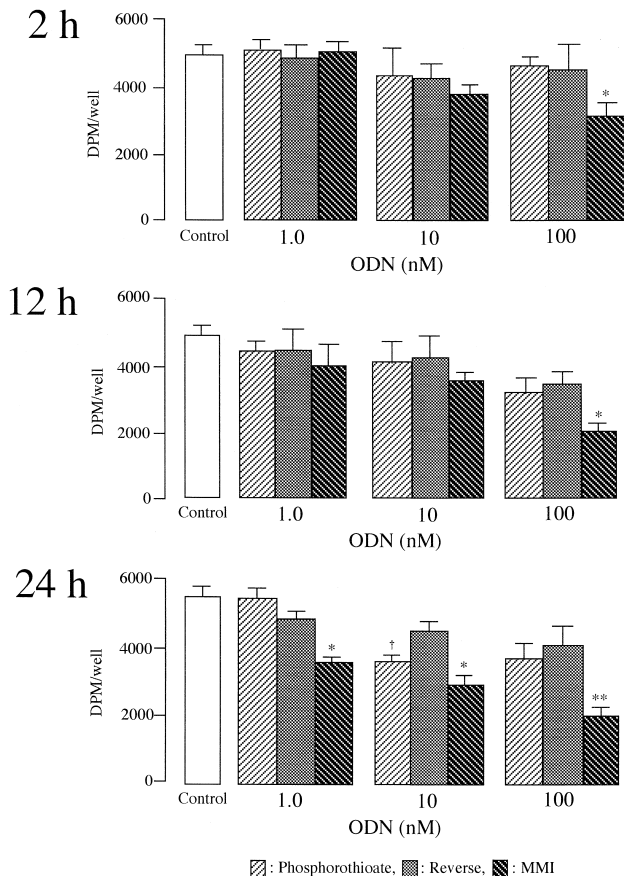 2 h
6000
4000
2000
0
DPM/well
*
Control
1.0
10
100
ODN (nM)
12 h
6000
4000
2000
0
DPM/well
*
Control
1.0
10
100
ODN (nM)
24 h
6000
4000
2000
0
DPM/well
*
†
*
**
Control
1.0
10
100
ODN (nM)
: Phosphorothioate, : Reverse, : MMI